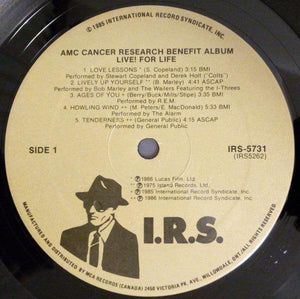 © 1985 INTERNATIONAL RECORD SYNDICATE, INC.
AMC CANCER RESEARCH BENEFIT ALBUM
LIVE! FOR LIFE
1. LOVE LESSONS * (S. Copeland) 3:15 BMI
Performed by Stewart Copeland and Derek Holt ("Colts")
2. LIVELY UP YOURSELF ** (B. Marley) 4:41 ASCAP
Performed by Bob Marley and The Wailers Featuring the I-Threes
3. AGES OF YOU + (Berry/Buck/Mills/Stipe) 3:35 BMI
Performed by R.E.M.
4. HOWLING WIND ++ (M. Peters/E. MacDonald) 5:33 BMI
Performed by The Alarm
5. TENDERNESS ++ (General Public) 4:15 ASCAP
Performed by General Public
SIDE 1
IRS-5731
(IRS5262)
* ℗ 1986 Lucas Film, Ltd
** ℗ 1975 Island Records, Ltd.
+ ℗ 1985 International Record Syndicate, Inc
++ ℗ 1986 International Record Syndicate, Inc.
I.R.S.
MANUFACTURED AND DISTRIBUTED BY MCA RECORDS (CANADA) 2450 VICTORIA PK. AVE., WILLOWDALE, ONT